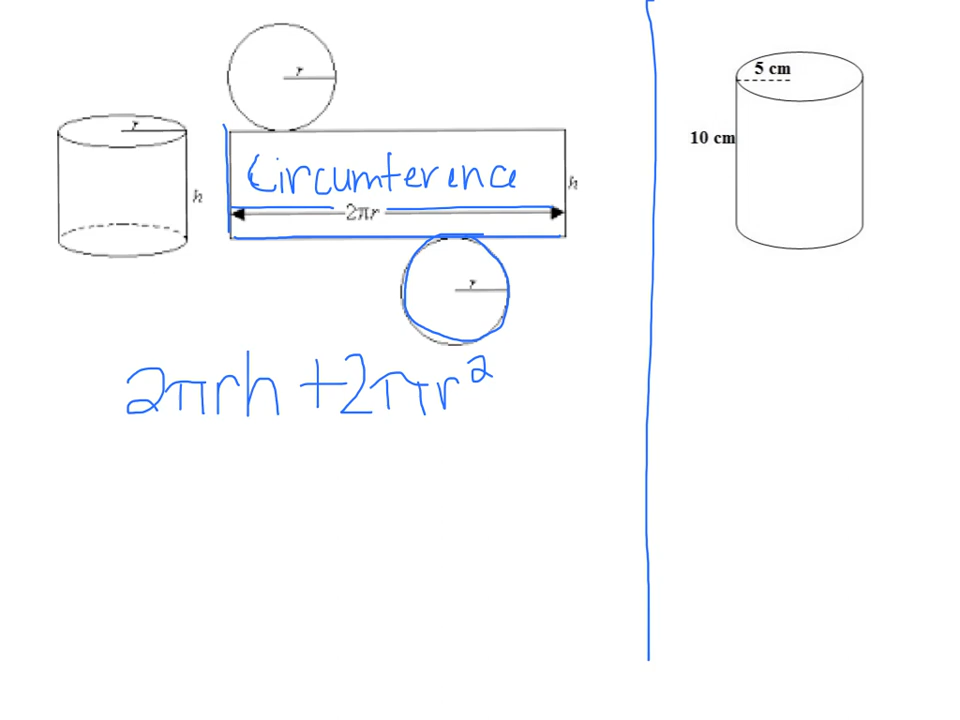 r
r
h
Circumference
h
2πr
r
2πrh + 2πr²
5 cm
10 cm